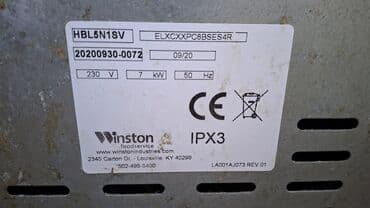 HBL5N1SV ELXCXXPC8BSES4R
20200930-0072 09/20
230 V 7 kW 50 Hz
CE
Winston
foodservice
www.winstonindustries.com
2345 Carton Dr. - Louisville, KY 40299
502-495-5400
IPX3
LA001AJ073 REV 01